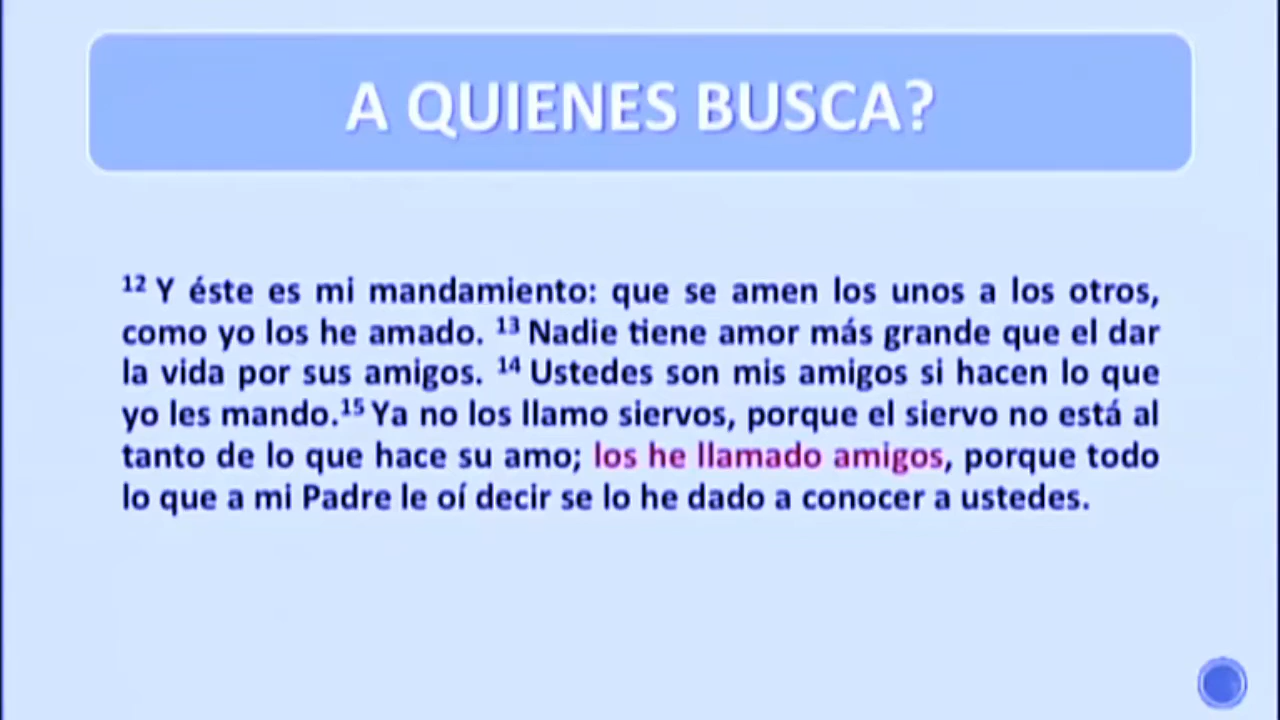 A QUIENES BUSCA?
12 Y éste es mi mandamiento: que se amen los unos a los otros,
como yo los he amado. 13 Nadie tiene amor más grande que el dar
la vida por sus amigos. 14 Ustedes son mis amigos si hacen lo que
yo les mando.15 Ya no los llamo siervos, porque el siervo no está al
tanto de lo que hace su amo; los he llamado amigos, porque todo
lo que a mi Padre le oí decir se lo he dado a conocer a ustedes.